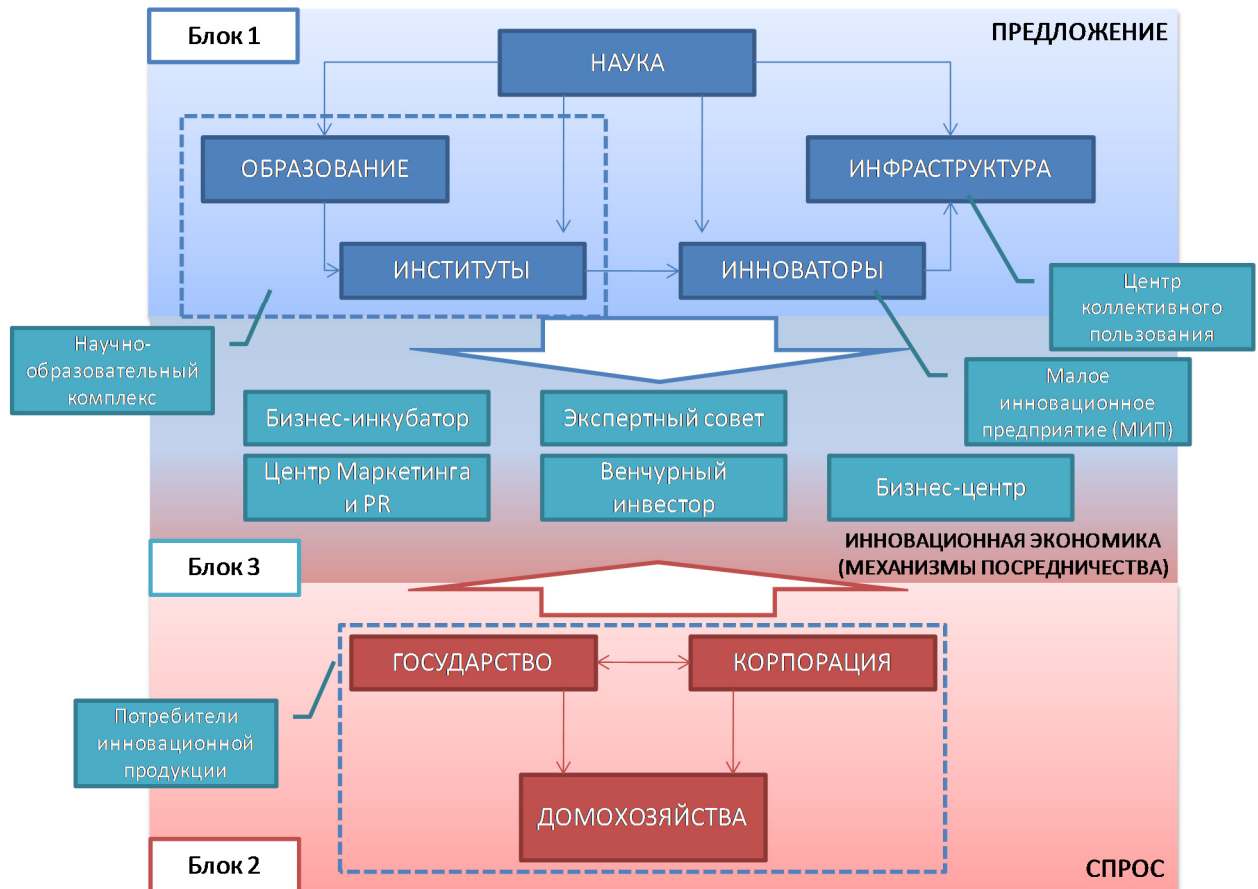 Блок 1
ПРЕДЛОЖЕНИЕ
НАУКА
ОБРАЗОВАНИЕ
ИНФРАСТРУКТУРА
ИНСТИТУТЫ
ИННОВАТОРЫ
Центр
коллективного
пользования
Научно-
образовательный
комплекс
Малое
инновационное
предприятие (МИП)
Бизнес-инкубатор
Экспертный совет
Центр Маркетинга
и PR
Венчурный
инвестор
Бизнес-центр
ИННОВАЦИОННАЯ ЭКОНОМИКА
(МЕХАНИЗМЫ ПОСРЕДНИЧЕСТВА)
Блок 3
ГОСУДАРСТВО
КОРПОРАЦИЯ
Потребители
инновационной
продукции
ДОМОХОЗЯЙСТВА
Блок 2
СПРОС